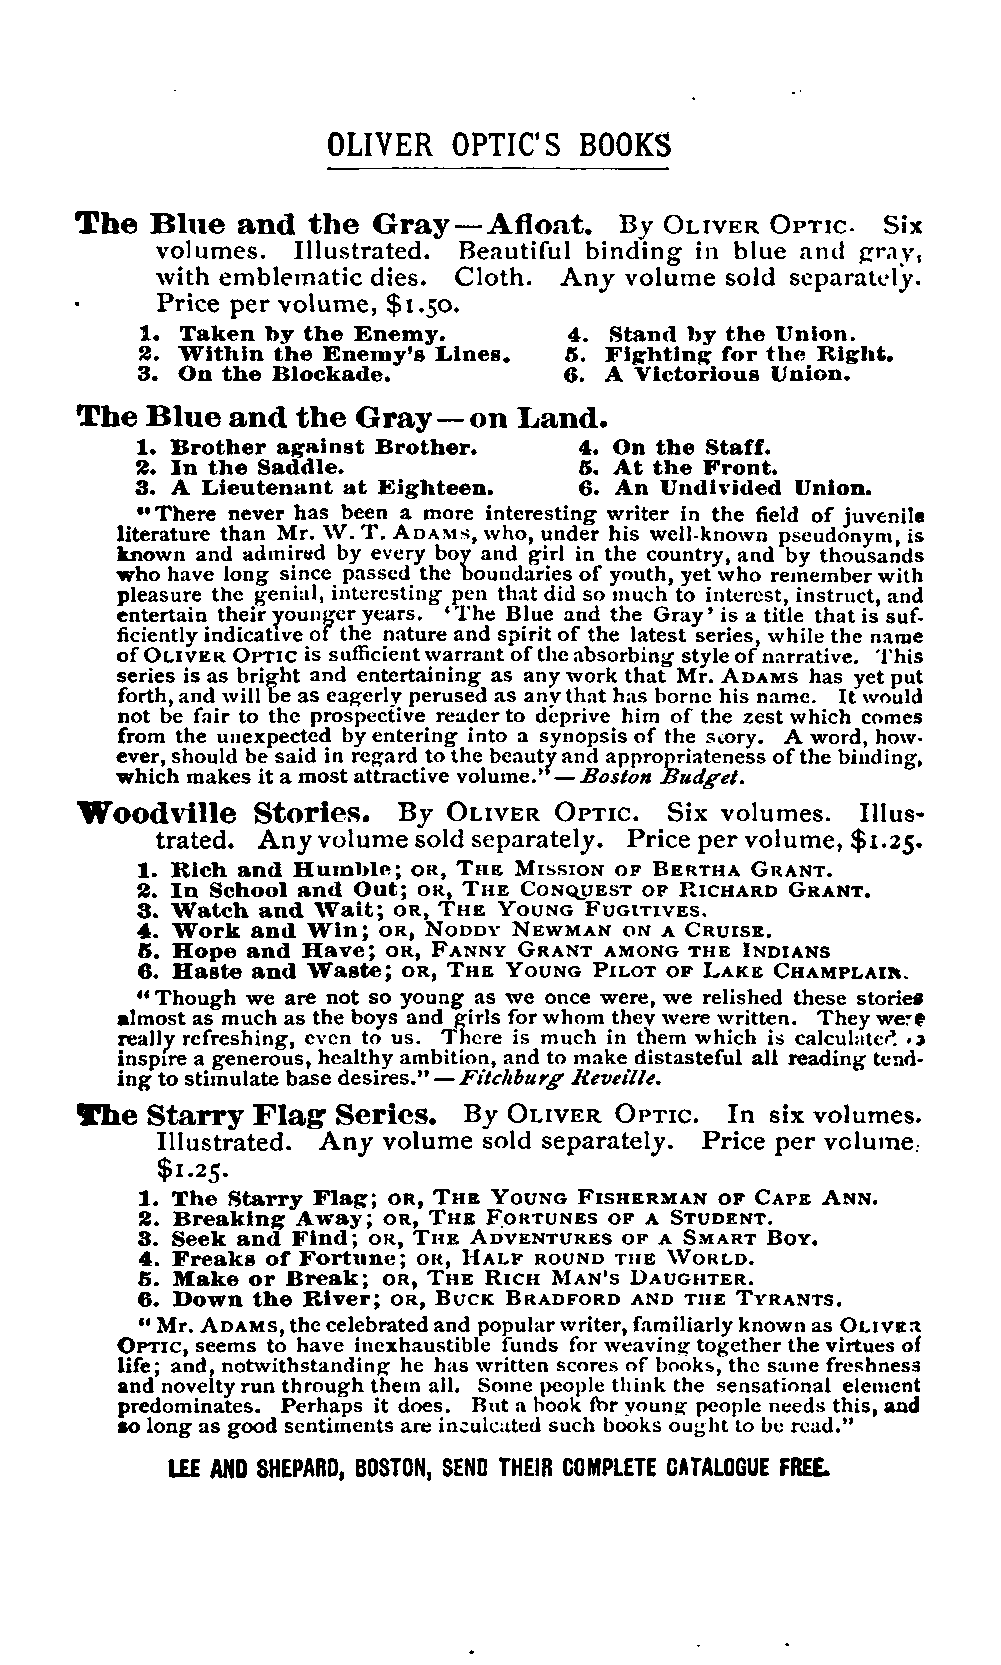 OLIVER OPTIC'S BOOKS
The Blue and the Gray—Afloat. By OLIVER OPTIC. Six
volumes. Illustrated. Beautiful binding in blue and gray,
with emblematic dies. Cloth. Any volume sold separately.
Price per volume, $1.50.
1. Taken by the Enemy. 4. Stand by the Union.
2. Within the Enemy's Lines. 5. Fighting for the Right.
3. On the Blockade. 6. A Victorious Union.
The Blue and the Gray—on Land.
1. Brother against Brother. 4. On the Staff.
2. In the Saddle. 5. At the Front.
3. A Lieutenant at Eighteen. 6. An Undivided Union.
"There never has been a more interesting writer in the field of juvenile
literature than Mr. W. T. ADAMS, who, under his well-known pseudonym, is
known and admired by every boy and girl in the country, and by thousands
who have long since passed the boundaries of youth, yet who remember with
pleasure the genial, interesting pen that did so much to interest, instruct, and
entertain their younger years. 'The Blue and the Gray' is a title that is suf-
ficiently indicative of the nature and spirit of the latest series, while the name
of OLIVER OPTIC is sufficient warrant of the absorbing style of narrative. This
series is as bright and entertaining as any work that Mr. ADAMS has yet put
forth, and will be as eagerly perused as any that has borne his name. It would
not be fair to the prospective reader to deprive him of the zest which comes
from the unexpected by entering into a synopsis of the story. A word, how-
ever, should be said in regard to the beauty and appropriateness of the binding,
which makes it a most attractive volume."—Boston Budget.
Woodville Stories. By OLIVER OPTIC. Six volumes. Illus-
trated. Any volume sold separately. Price per volume, $1.25.
1. Rich and Humble; OR, THE MISSION OF BERTHA GRANT.
2. In School and Out; OR, THE CONQUEST OF RICHARD GRANT.
3. Watch and Wait; OR, THE YOUNG FUGITIVES.
4. Work and Win; OR, NODDY NEWMAN ON A CRUISE.
5. Hope and Have; OR, FANNY GRANT AMONG THE INDIANS
6. Haste and Waste; OR, THE YOUNG PILOT OF LAKE CHAMPLAIN.
"Though we are not so young as we once were, we relished these stories
almost as much as the boys and girls for whom they were written. They were
really refreshing, even to us. There is much in them which is calculated to
inspire a generous, healthy ambition, and to make distasteful all reading tend-
ing to stimulate base desires."—Fitchburg Reveille.
The Starry Flag Series. By OLIVER OPTIC. In six volumes.
Illustrated. Any volume sold separately. Price per volume.
$1.25.
1. The Starry Flag; OR, THE YOUNG FISHERMAN OF CAPE ANN.
2. Breaking Away; OR, THE FORTUNES OF A STUDENT.
3. Seek and Find; OR, THE ADVENTURES OF A SMART BOY.
4. Freaks of Fortune; OR, HALF ROUND THE WORLD.
5. Make or Break; OR, THE RICH MAN'S DAUGHTER.
6. Down the River; OR, BUCK BRADFORD AND THE TYRANTS.
"Mr. ADAMS, the celebrated and popular writer, familiarly known as OLIVER
OPTIC, seems to have inexhaustible funds for weaving together the virtues of
life; and, notwithstanding he has written scores of books, the same freshness
and novelty run through them all. Some people think the sensational element
predominates. Perhaps it does. But a book for young people needs this, and
so long as good sentiments are inculcated such books ought to be read."
LEE AND SHEPARD, BOSTON, SEND THEIR COMPLETE CATALOGUE FREE.